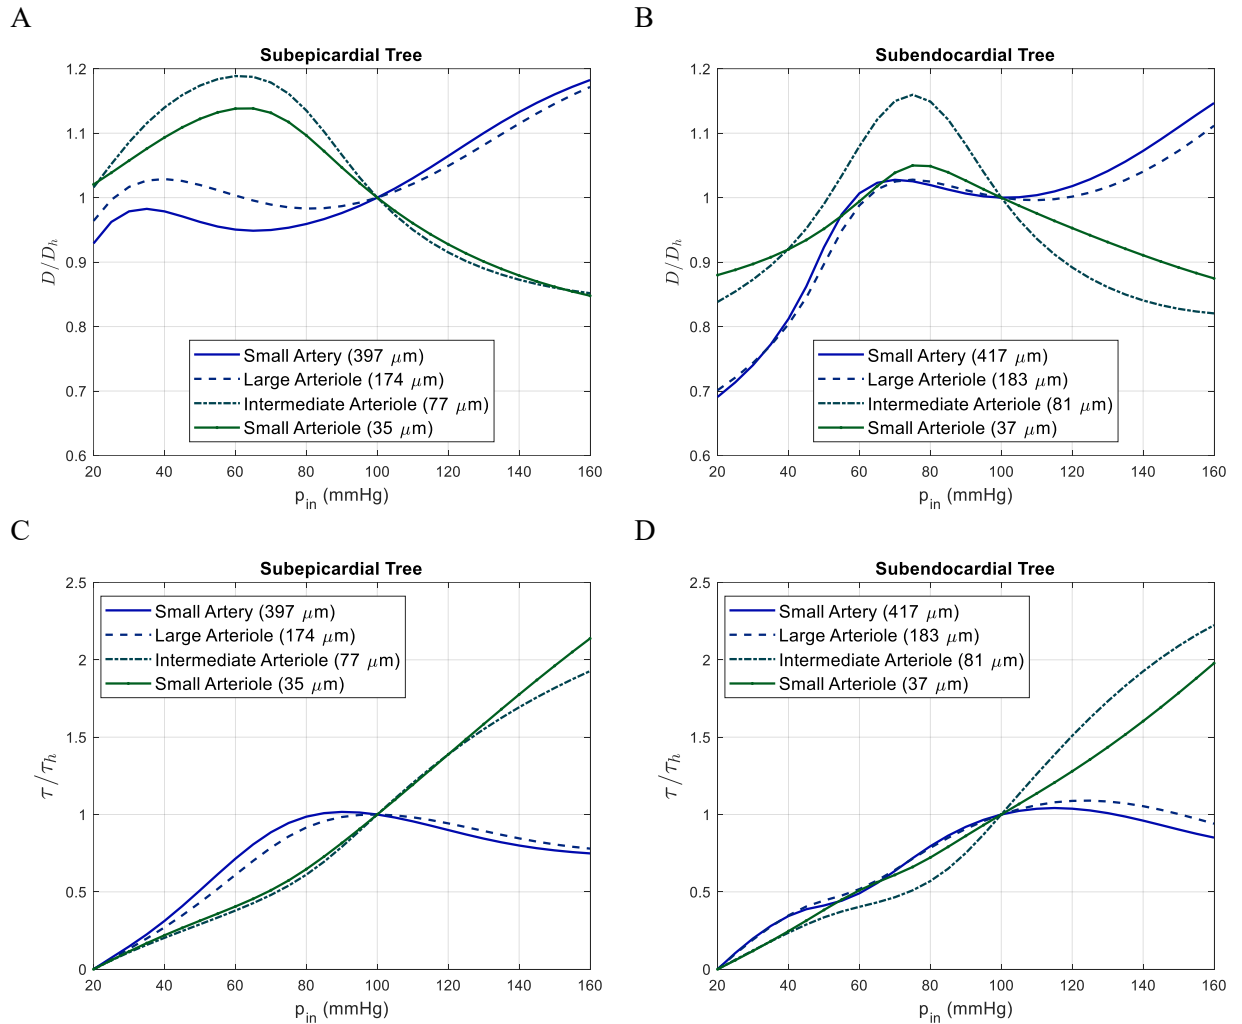 A
Subepicardial Tree
1.2
1.1
1
0.9
0.8
0.7
0.6
D/D_h
Small Artery (397 μm)
Large Arteriole (174 μm)
Intermediate Arteriole (77 μm)
Small Arteriole (35 μm)
20 40 60 80 100 120 140 160
p_in (mmHg)
B
Subendocardial Tree
1.2
1.1
1
0.9
0.8
0.7
0.6
D/D_h
Small Artery (417 μm)
Large Arteriole (183 μm)
Intermediate Arteriole (81 μm)
Small Arteriole (37 μm)
20 40 60 80 100 120 140 160
p_in (mmHg)
C
Subepicardial Tree
2.5
2
1.5
1
0.5
0
τ/τ_h
Small Artery (397 μm)
Large Arteriole (174 μm)
Intermediate Arteriole (77 μm)
Small Arteriole (35 μm)
20 40 60 80 100 120 140 160
p_in (mmHg)
D
Subendocardial Tree
2.5
2
1.5
1
0.5
0
τ/τ_h
Small Artery (417 μm)
Large Arteriole (183 μm)
Intermediate Arteriole (81 μm)
Small Arteriole (37 μm)
20 40 60 80 100 120 140 160
p_in (mmHg)